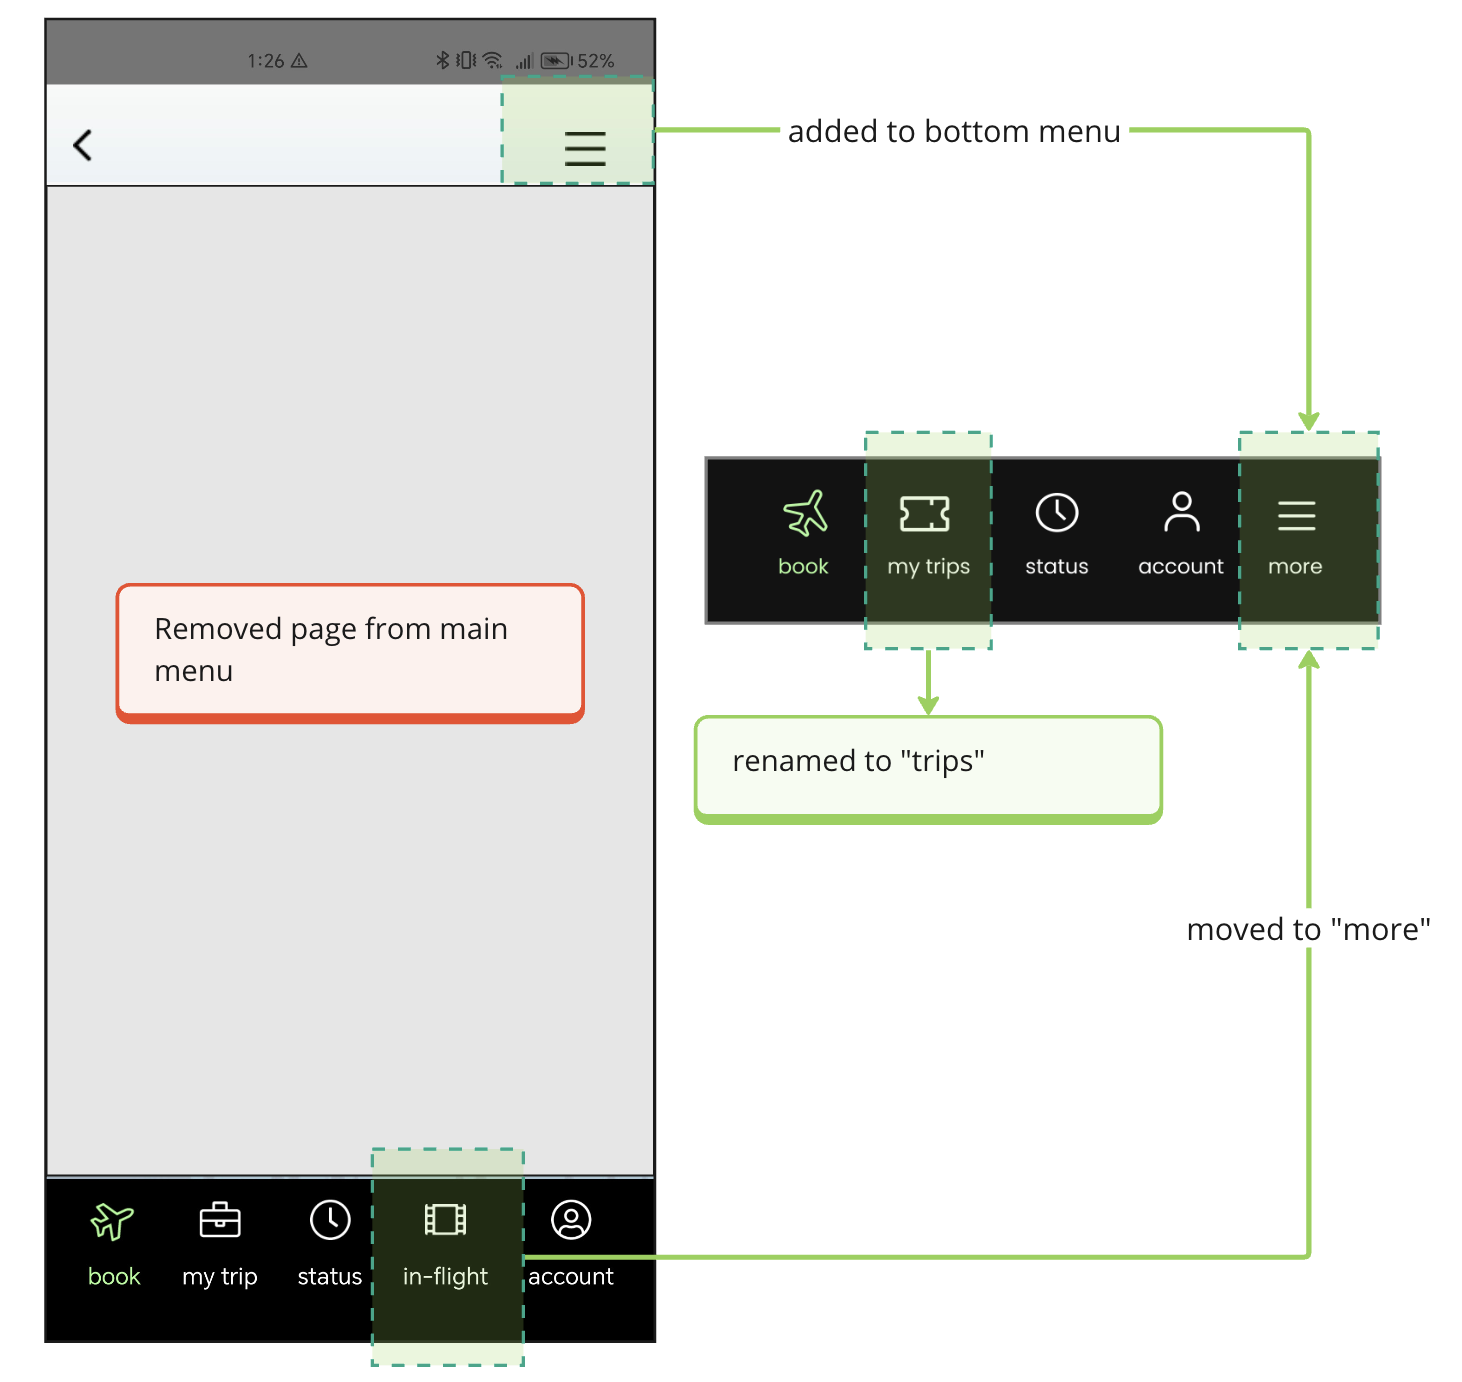 1:26
52%
added to bottom menu
book
my trips
status
account
more
Removed page from main
menu
renamed to "trips"
moved to "more"
book
my trip
status
in-flight
account